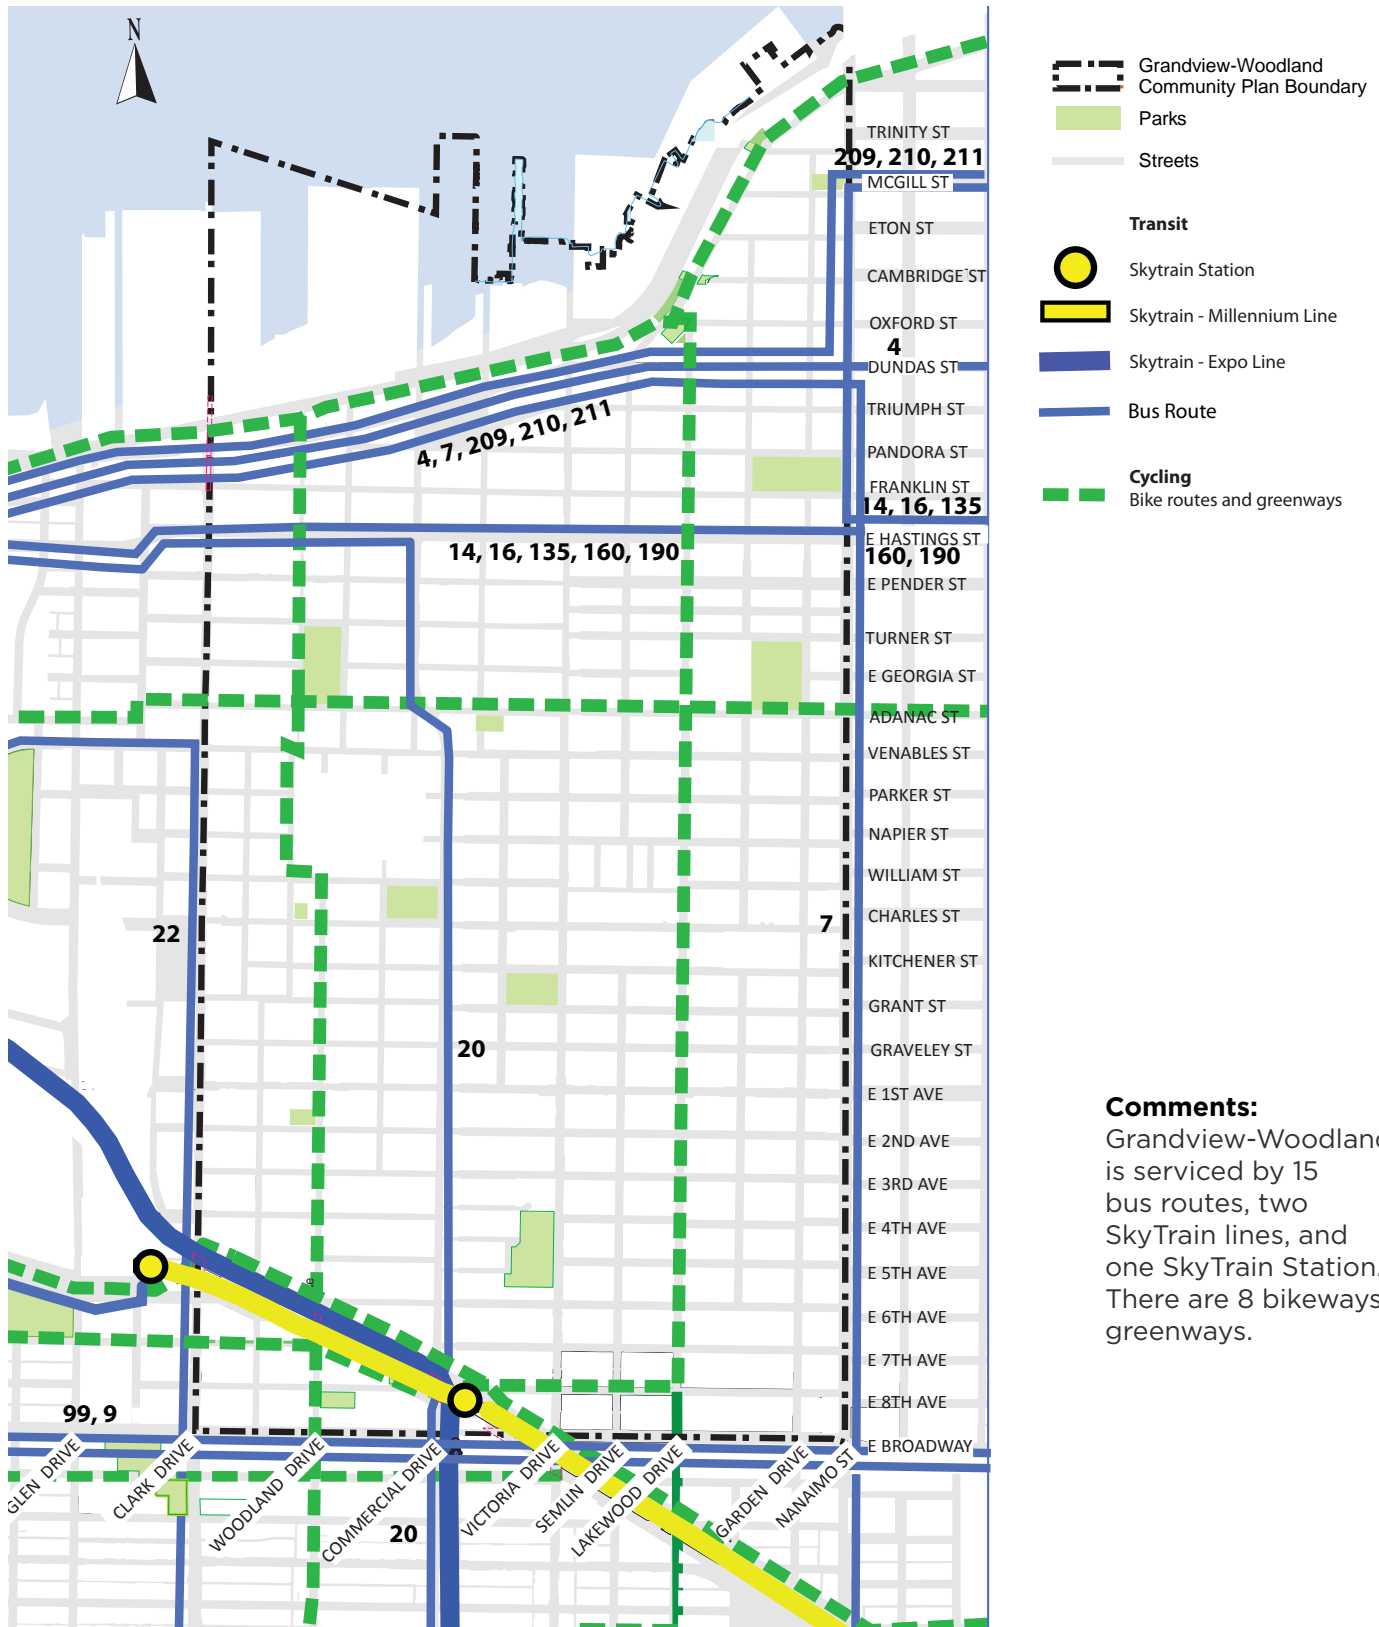 N
Grandview-Woodland
Community Plan Boundary
Parks
Streets
Transit
Skytrain Station
Skytrain - Millennium Line
Skytrain - Expo Line
Bus Route
Cycling
Bike routes and greenways
TRINITY ST
209, 210, 211
MCGILL ST
ETON ST
CAMBRIDGE ST
OXFORD ST
4
DUNDAS ST
TRIUMPH ST
4, 7, 209, 210, 211
PANDORA ST
FRANKLIN ST
14, 16, 135
E HASTINGS ST
14, 16, 135, 160, 190
160, 190
E PENDER ST
TURNER ST
E GEORGIA ST
ADANAC ST
VENABLES ST
PARKER ST
NAPIER ST
WILLIAM ST
CHARLES ST
7
22
KITCHENER ST
GRANT ST
20
GRAVELEY ST
E 1ST AVE
E 2ND AVE
E 3RD AVE
E 4TH AVE
E 5TH AVE
E 6TH AVE
E 7TH AVE
E 8TH AVE
99, 9
E BROADWAY
GLEN DRIVE
CLARK DRIVE
WOODLAND DRIVE
COMMERCIAL DRIVE
VICTORIA DRIVE
SEMLIN DRIVE
LAKEWOOD DRIVE
GARDEN DRIVE
NANAIMO ST
20
Comments:
Grandview-Woodland
is serviced by 15
bus routes, two
SkyTrain lines, and
one SkyTrain Station.
There are 8 bikeways
greenways.